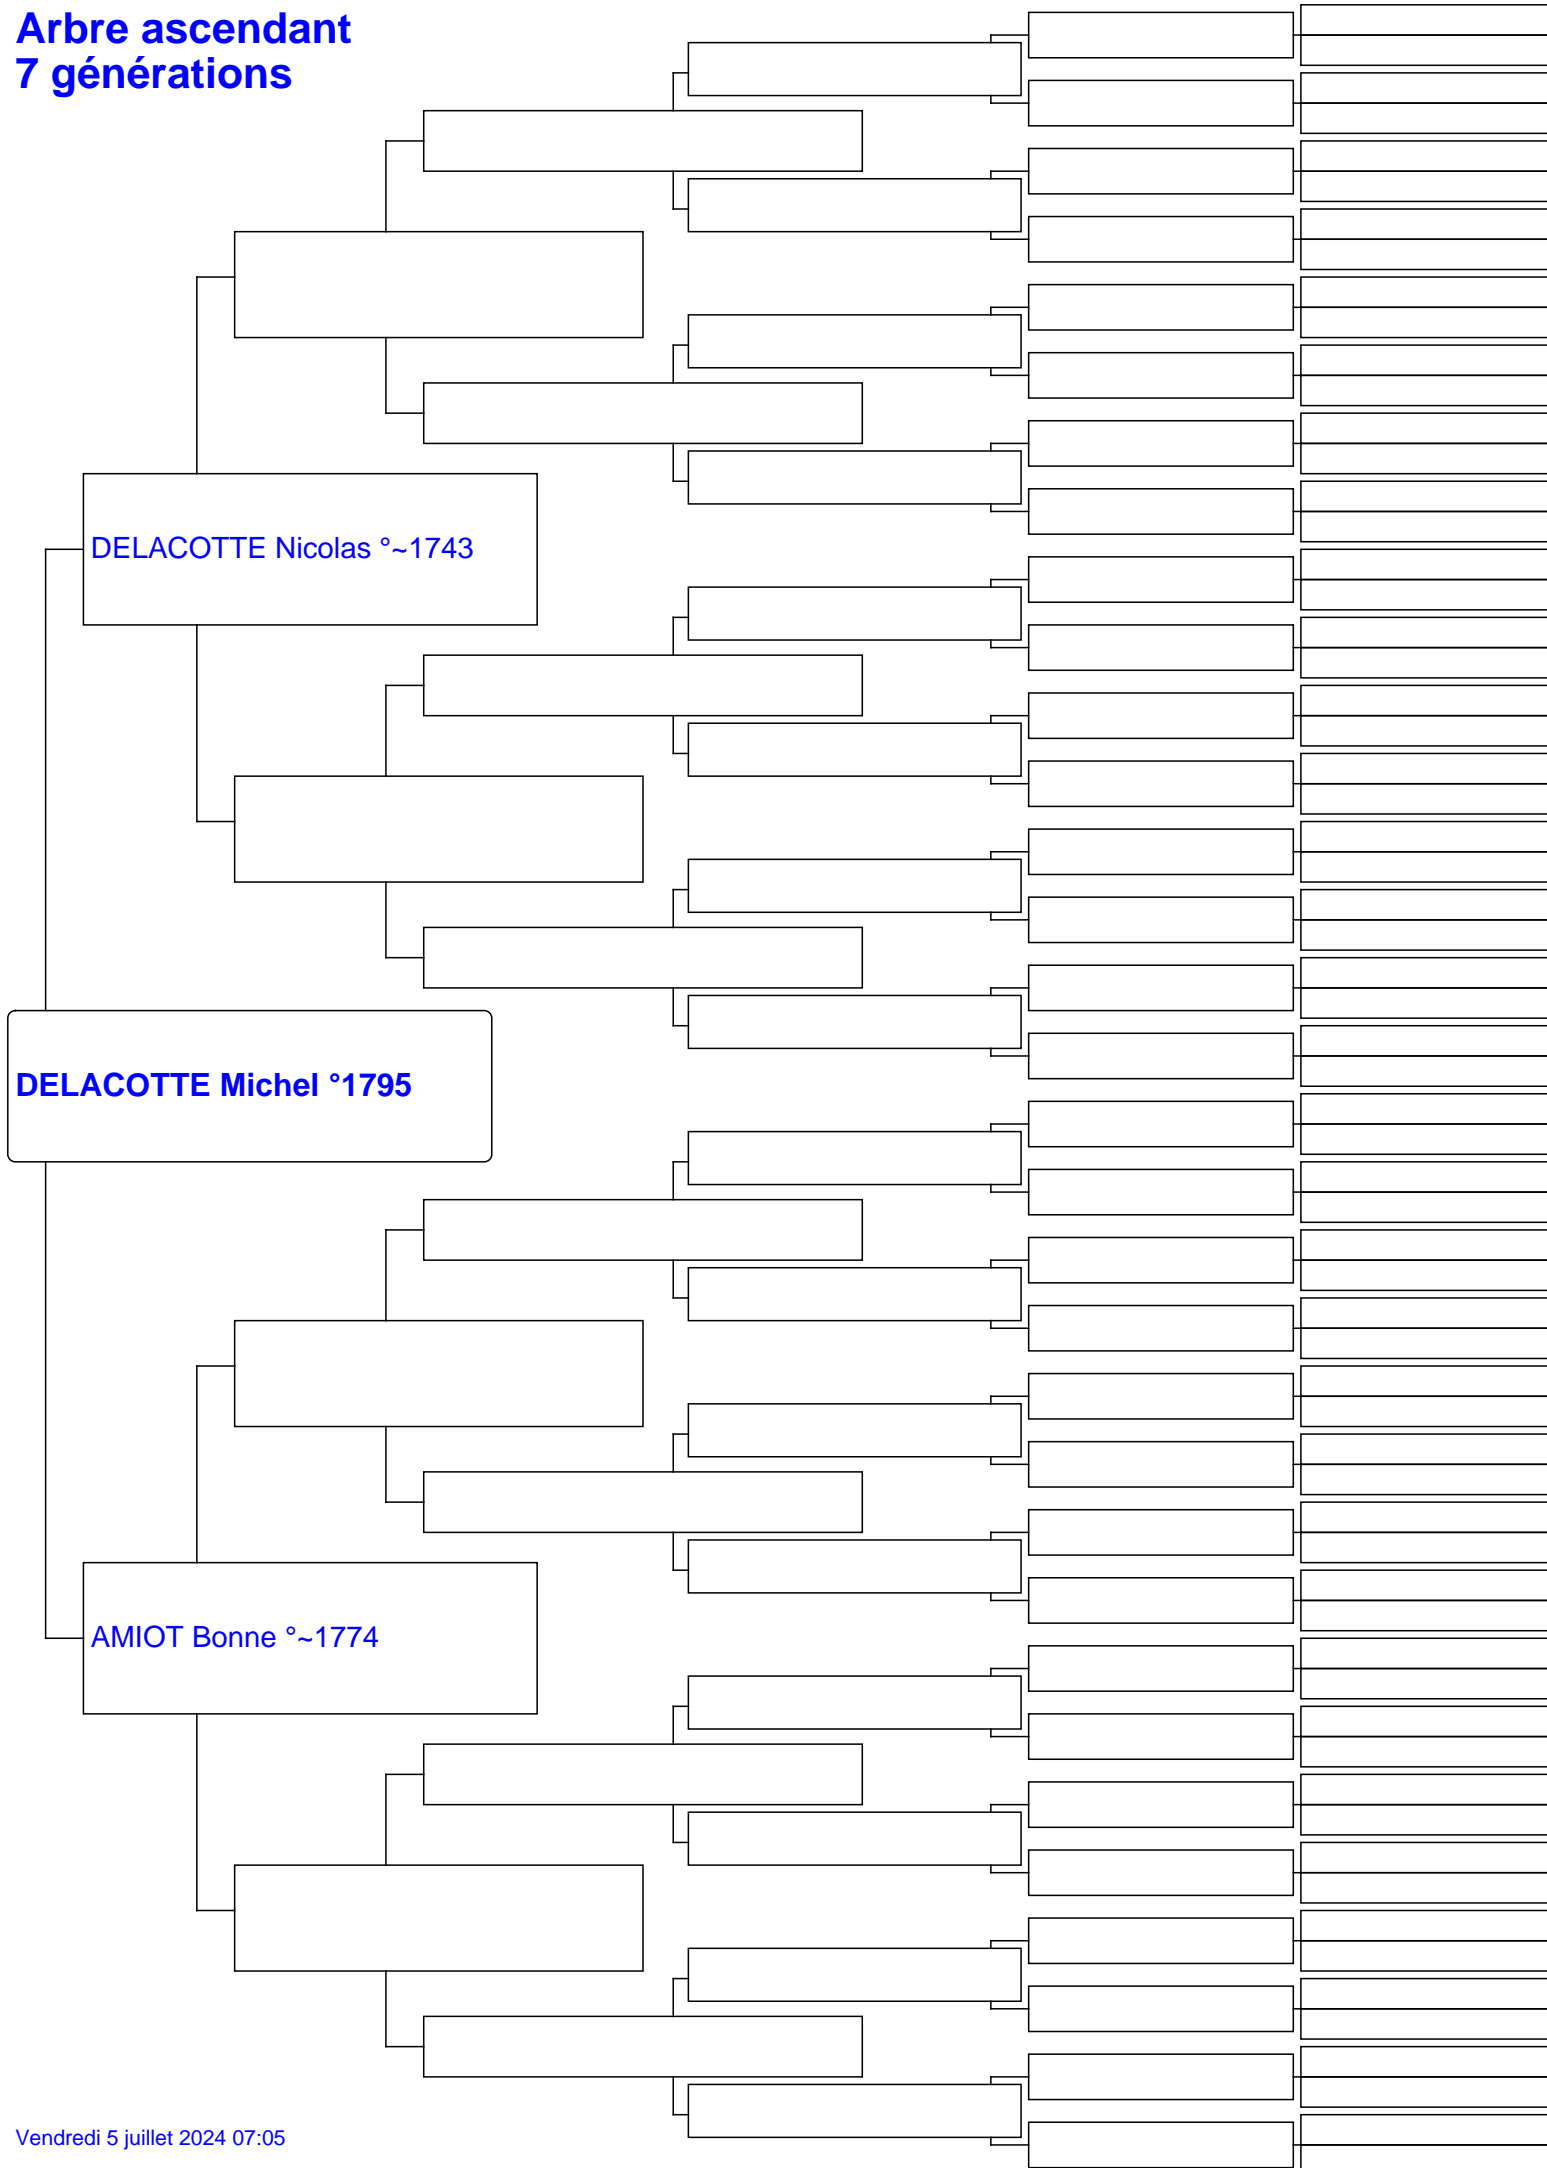 Arbre ascendant
7 générations
DELACOTTE Nicolas °~1743
DELACOTTE Michel °1795
AMIOT Bonne °~1774
Vendredi 5 juillet 2024 07:05